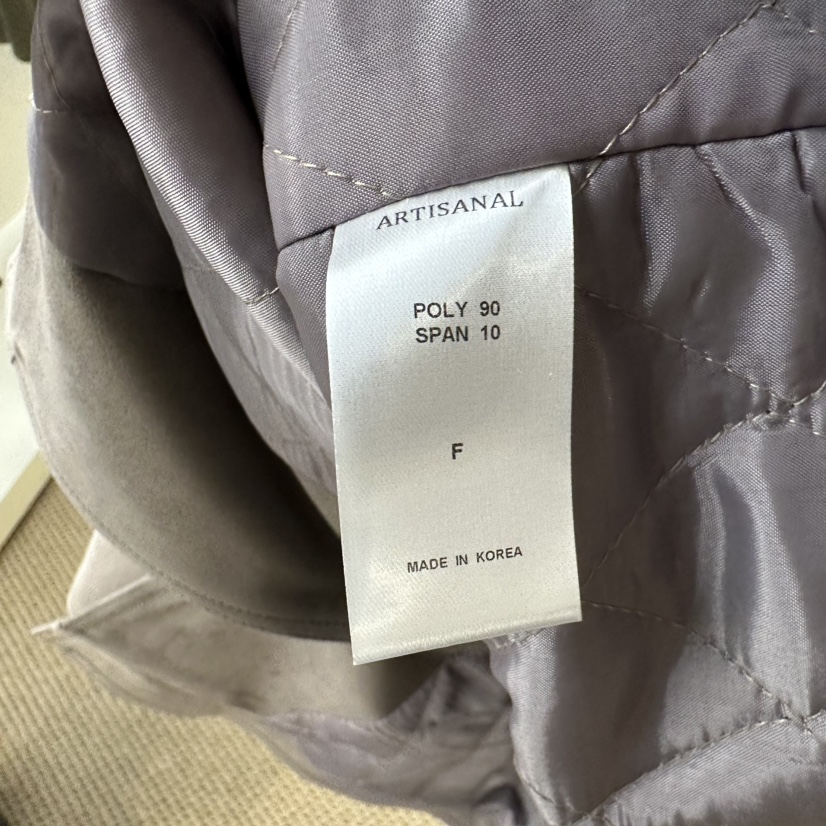 ARTISANAL
POLY 90
SPAN 10
F
MADE IN KOREA